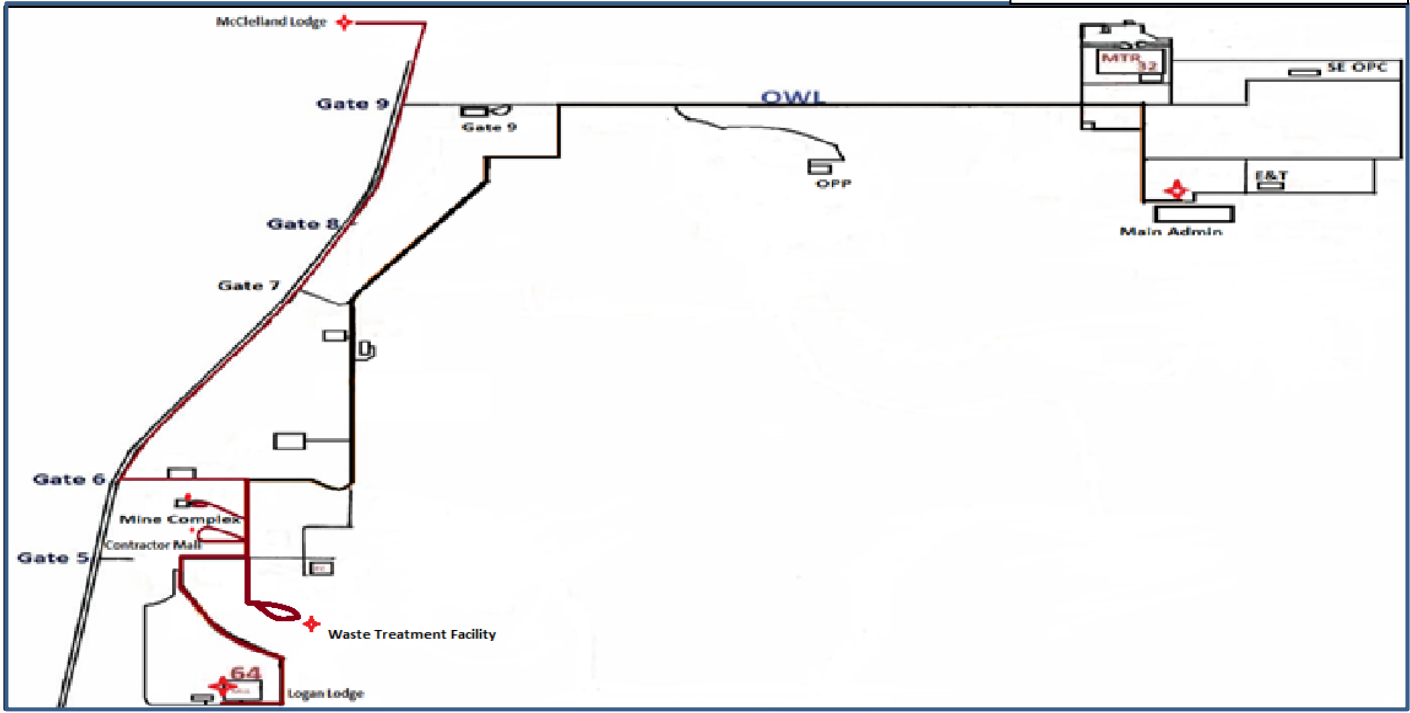 McClelland Lodge
MTR
32
SE OPC
Gate 9
OWL
Gate 9
OPP
E&T
Gate 8
Main Admin
Gate 7
Gate 6
Mine Complex
Contractor Mall
Gate 5
Waste Treatment Facility
64
Logan Lodge